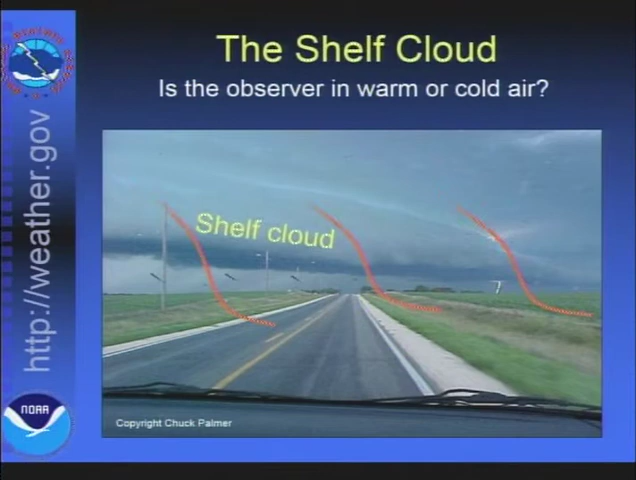 The Shelf Cloud
Is the observer in warm or cold air?
http://weather.gov
Shelf cloud
NOAA
Copyright Chuck Palmer